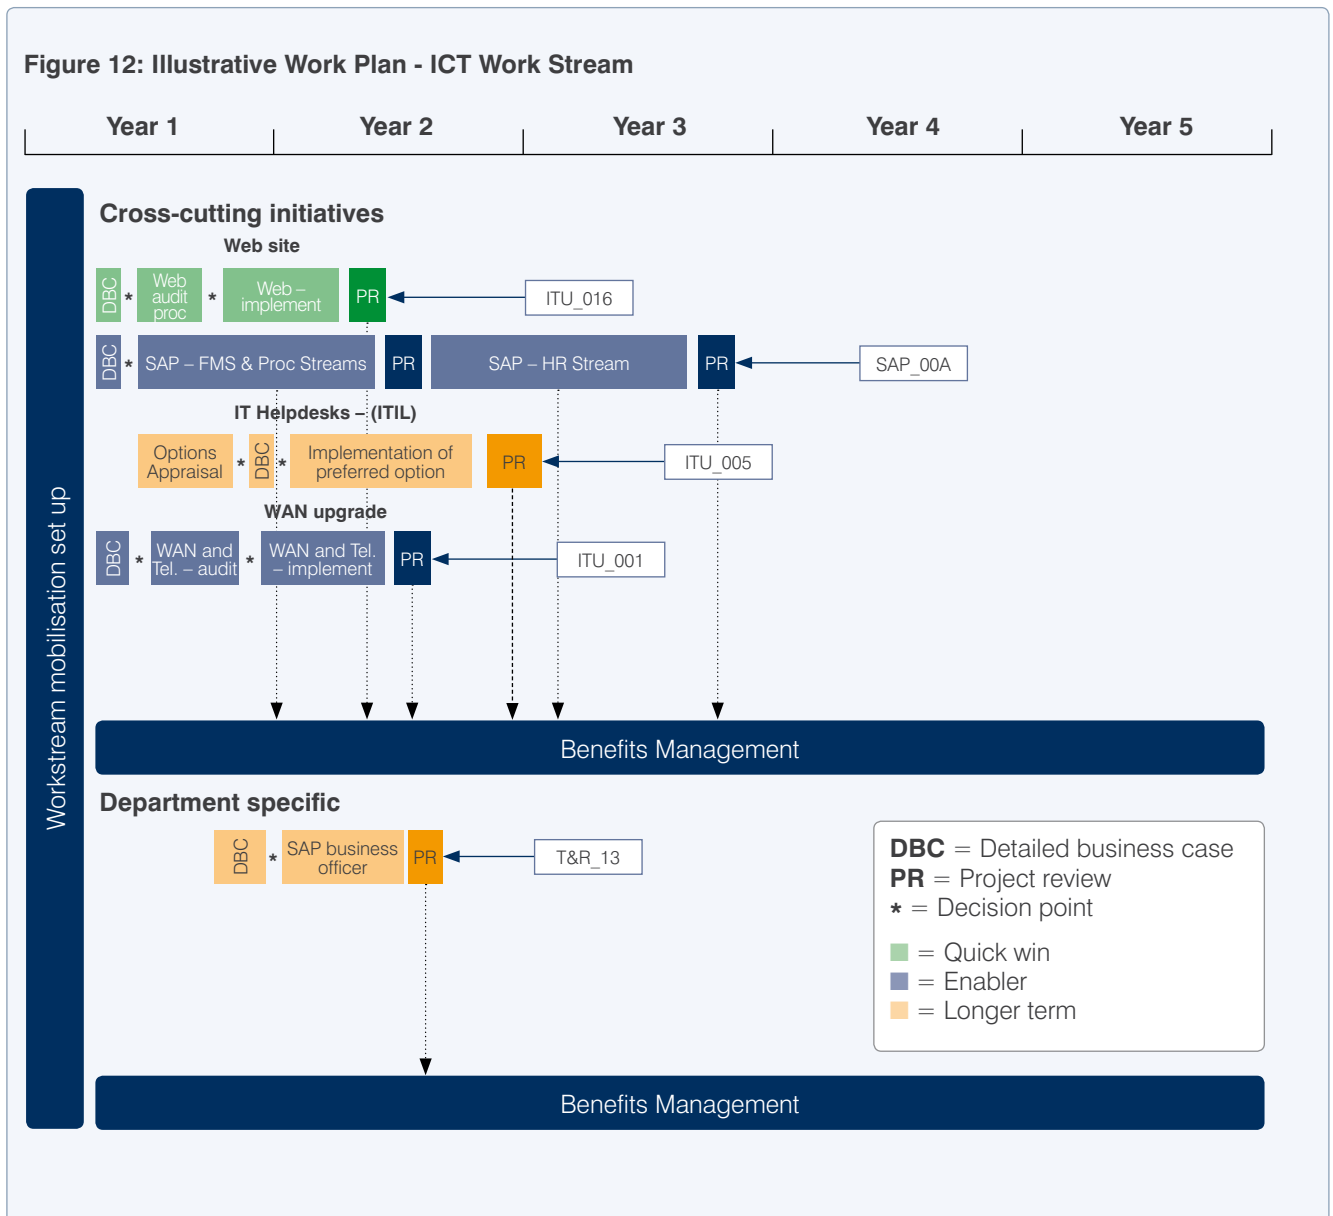 Figure 12: Illustrative Work Plan - ICT Work Stream
Year 1 Year 2 Year 3 Year 4 Year 5
Workstream mobilisation set up
Cross-cutting initiatives
Web site
DBC
*
Web
audit
proc
*
Web –
implement
PR
ITU_016
DBC
*
SAP – FMS & Proc Streams
PR
SAP – HR Stream
PR
SAP_00A
IT Helpdesks – (ITIL)
Options
Appraisal
*
DBC
*
Implementation of
preferred option
PR
ITU_005
WAN upgrade
DBC
*
WAN and
Tel. – audit
*
WAN and Tel.
– implement
PR
ITU_001
Benefits Management
Department specific
DBC
*
SAP business
officer
PR
T&R_13
DBC = Detailed business case
PR = Project review
* = Decision point
= Quick win
= Enabler
= Longer term
Benefits Management